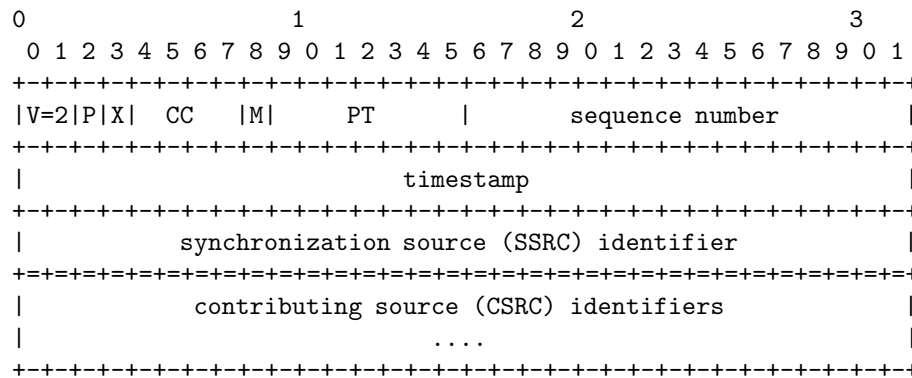 0                   1                   2                   3
 0 1 2 3 4 5 6 7 8 9 0 1 2 3 4 5 6 7 8 9 0 1 2 3 4 5 6 7 8 9 0 1
+-+-+-+-+-+-+-+-+-+-+-+-+-+-+-+-+-+-+-+-+-+-+-+-+-+-+-+-+-+-+-+-+
|V=2|P|X|  CC   |M|     PT      |       sequence number         |
+-+-+-+-+-+-+-+-+-+-+-+-+-+-+-+-+-+-+-+-+-+-+-+-+-+-+-+-+-+-+-+-+
|                           timestamp                           |
+-+-+-+-+-+-+-+-+-+-+-+-+-+-+-+-+-+-+-+-+-+-+-+-+-+-+-+-+-+-+-+-+
|           synchronization source (SSRC) identifier            |
+=+=+=+=+=+=+=+=+=+=+=+=+=+=+=+=+=+=+=+=+=+=+=+=+=+=+=+=+=+=+=+=+
|            contributing source (CSRC) identifiers             |
|                             ....                              |
+-+-+-+-+-+-+-+-+-+-+-+-+-+-+-+-+-+-+-+-+-+-+-+-+-+-+-+-+-+-+-+-+